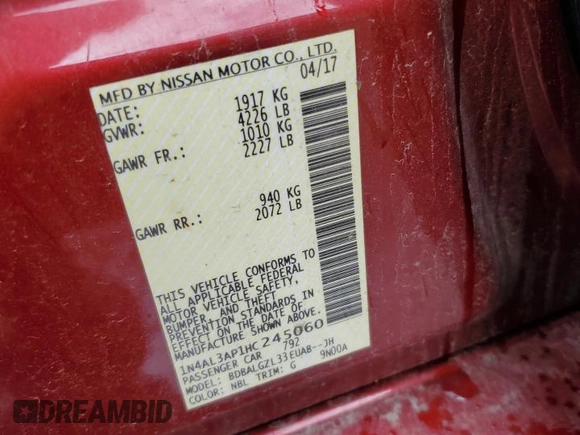 MFD BY NISSAN MOTOR CO., LTD.
DATE: 04/17
GVWR: 1917 KG
4226 LB
GAWR FR.: 1010 KG
2227 LB
GAWR RR.: 940 KG
2072 LB
THIS VEHICLE CONFORMS TO
ALL APPLICABLE FEDERAL
MOTOR VEHICLE SAFETY,
BUMPER, AND THEFT
PREVENTION STANDARDS IN
EFFECT ON THE DATE OF
MANUFACTURE SHOWN ABOVE.
1N4AL3AP1HC245060
PASSENGER CAR 792
MODEL: BDBALGZL33EUAB--JH
COLOR: NBL TRIM: G 9N00A
DREAMBID